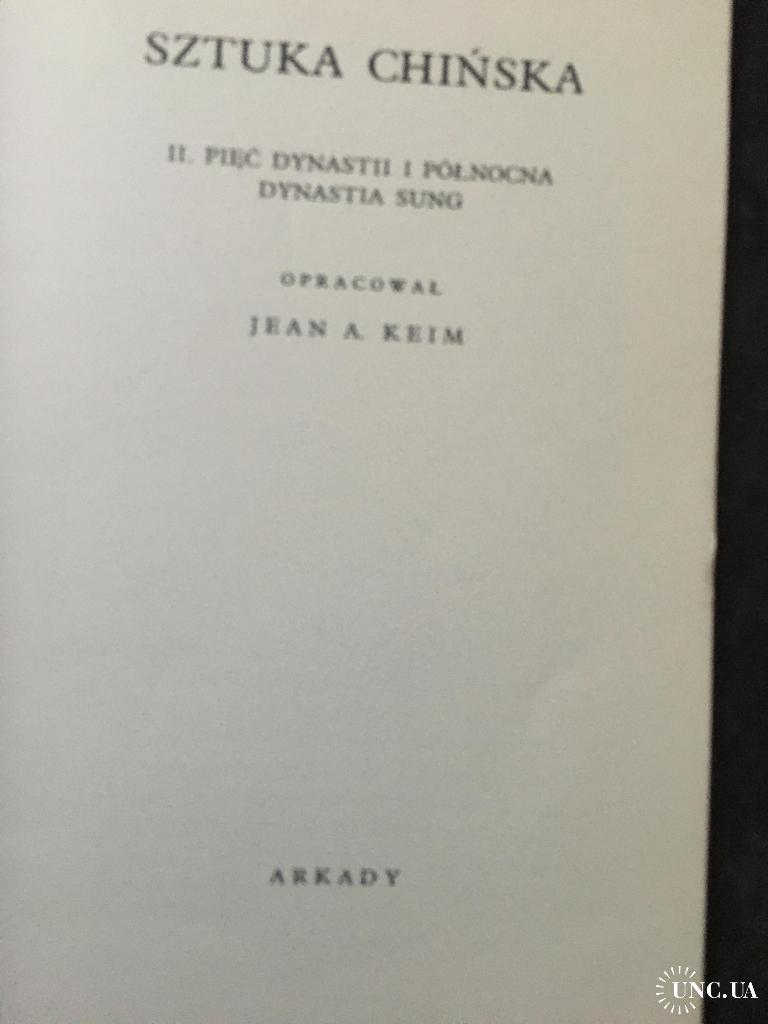 SZTUKA CHIŃSKA
II. PIĘĆ DYNASTII I PÓŁNOCNA
DYNASTIA SUNG
OPRACOWAŁ
JEAN A. KEIM
ARKADY
UNC.UA